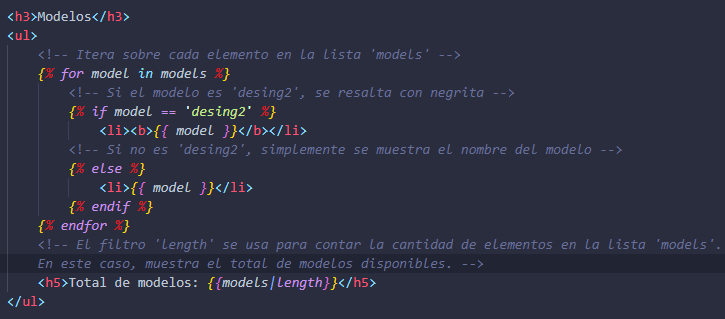 <h3>Modelos</h3>
<ul>
<!-- Itera sobre cada elemento en la lista 'models' -->
{% for model in models %}
<!-- Si el modelo es 'desing2', se resalta con negrita -->
{% if model == 'desing2' %}
<li><b>{{ model }}</b></li>
<!-- Si no es 'desing2', simplemente se muestra el nombre del modelo -->
{% else %}
<li>{{ model }}</li>
{% endif %}
{% endfor %}
<!-- El filtro 'length' se usa para contar la cantidad de elementos en la lista 'models'.
En este caso, muestra el total de modelos disponibles. -->
<h5>Total de modelos: {{models|length}}</h5>
</ul>